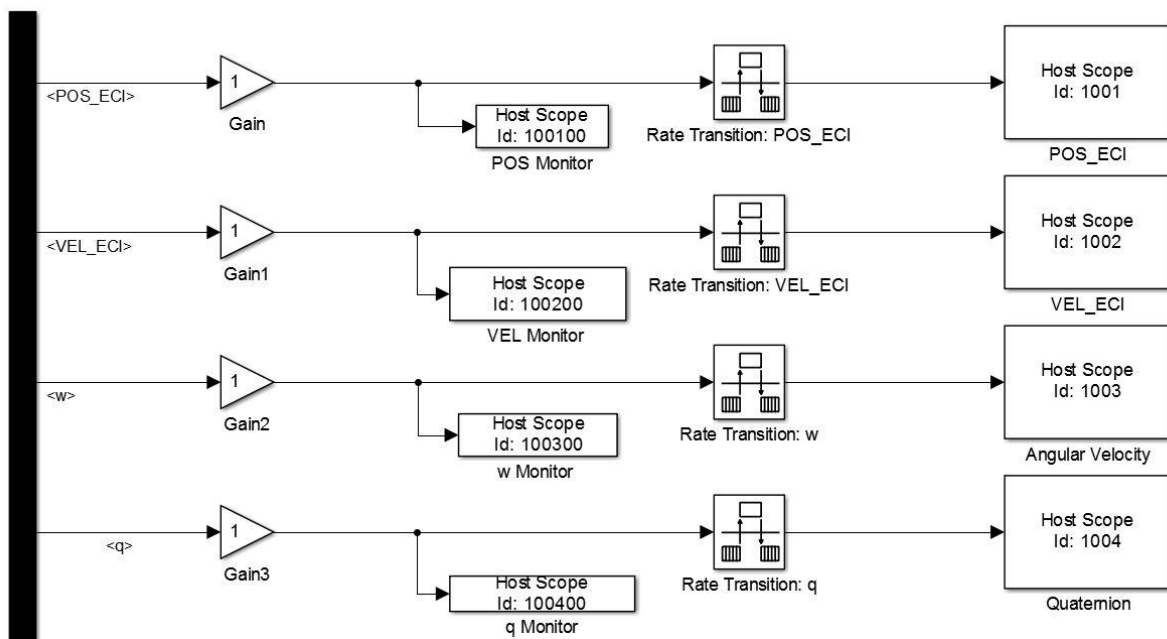 <POS_ECI>
1
Gain
Host Scope
Id: 100100
POS Monitor
Rate Transition: POS_ECI
Host Scope
Id: 1001
POS_ECI
<VEL_ECI>
1
Gain1
Host Scope
Id: 100200
VEL Monitor
Rate Transition: VEL_ECI
Host Scope
Id: 1002
VEL_ECI
<w>
1
Gain2
Host Scope
Id: 100300
w Monitor
Rate Transition: w
Host Scope
Id: 1003
Angular Velocity
<q>
1
Gain3
Host Scope
Id: 100400
q Monitor
Rate Transition: q
Host Scope
Id: 1004
Quaternion